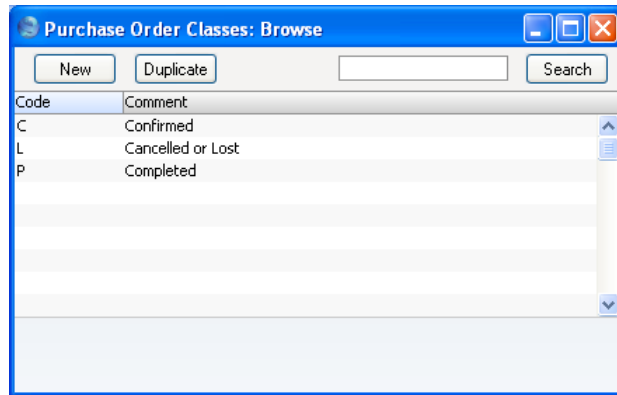 Purchase Order Classes: Browse
New Duplicate Search
Code Comment
C Confirmed
L Cancelled or Lost
P Completed